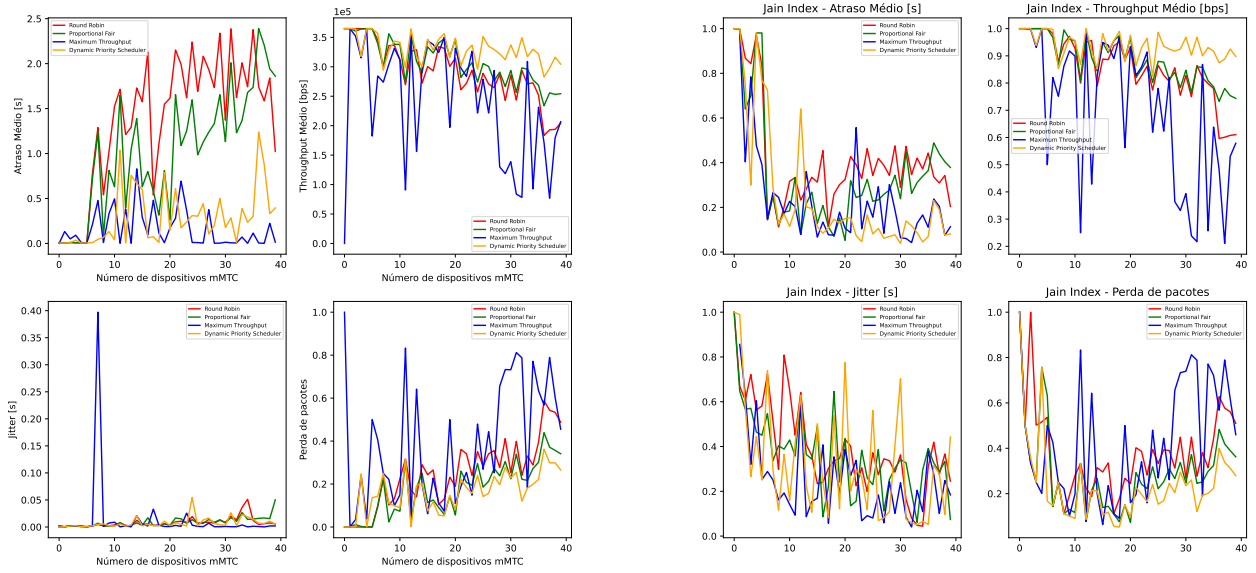 1e5
Jain Index - Atraso Médio [s]
Jain Index - Throughput Médio [bps]
Atraso Médio [s]
2.5
2.0
1.5
1.0
0.5
0.0
0
10
20
30
40
Número de dispositivos mMTC
Round Robin
Proportional Fair
Maximum Throughput
Dynamic Priority Scheduler
Throughput Médio [bps]
3.5
3.0
2.5
2.0
1.5
1.0
0.5
0.0
0
10
20
30
40
Número de dispositivos mMTC
Round Robin
Proportional Fair
Maximum Throughput
Dynamic Priority Scheduler
1.0
0.8
0.6
0.4
0.2
0.0
0
10
20
30
40
Round Robin
Proportional Fair
Maximum Throughput
Dynamic Priority Scheduler
1.0
0.9
0.8
0.7
0.6
0.5
0.4
0.3
0.2
0
10
20
30
40
Round Robin
Proportional Fair
Maximum Throughput
Dynamic Priority Scheduler
Jitter [s]
0.40
0.35
0.30
0.25
0.20
0.15
0.10
0.05
0.00
0
10
20
30
40
Número de dispositivos mMTC
Round Robin
Proportional Fair
Maximum Throughput
Dynamic Priority Scheduler
Perda de pacotes
1.0
0.8
0.6
0.4
0.2
0.0
0
10
20
30
40
Número de dispositivos mMTC
Round Robin
Proportional Fair
Maximum Throughput
Dynamic Priority Scheduler
Jain Index - Jitter [s]
1.0
0.8
0.6
0.4
0.2
0.0
0
10
20
30
40
Round Robin
Proportional Fair
Maximum Throughput
Dynamic Priority Scheduler
Jain Index - Perda de pacotes
1.0
0.8
0.6
0.4
0.2
0
10
20
30
40
Round Robin
Proportional Fair
Maximum Throughput
Dynamic Priority Scheduler